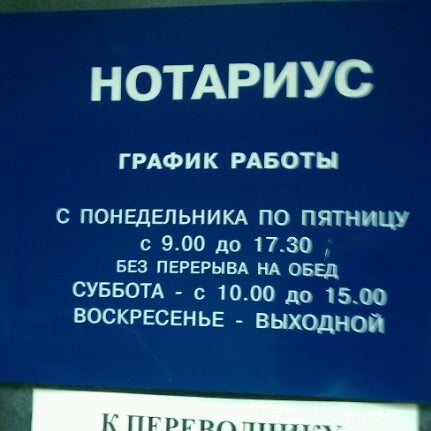 НОТАРИУС
ГРАФИК РАБОТЫ
С ПОНЕДЕЛЬНИКА ПО ПЯТНИЦУ
с 9.00 до 17.30
БЕЗ ПЕРЕРЫВА НА ОБЕД
СУББОТА - с 10.00 до 15.00
ВОСКРЕСЕНЬЕ - ВЫХОДНОЙ
К ПЕРЕВОДЧИКУ